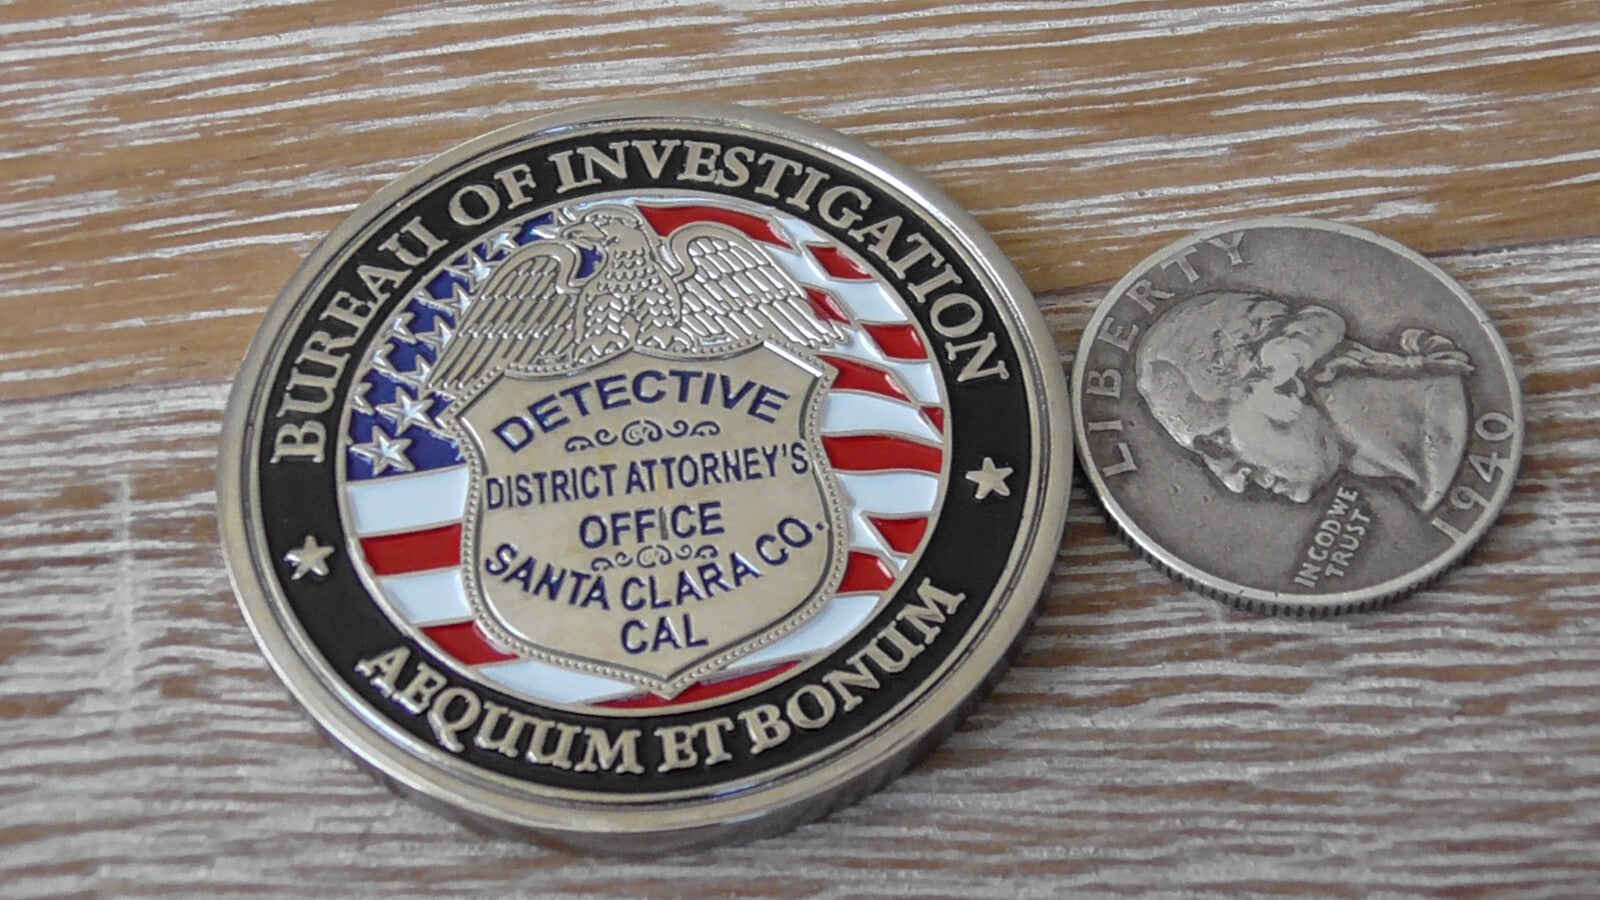 BUREAU OF INVESTIGATION
DETECTIVE
DISTRICT ATTORNEY'S
OFFICE
SANTA CLARA CO.
CAL
AEQUUM ET BONUM
LIBERTY
IN GOD WE
TRUST
1940